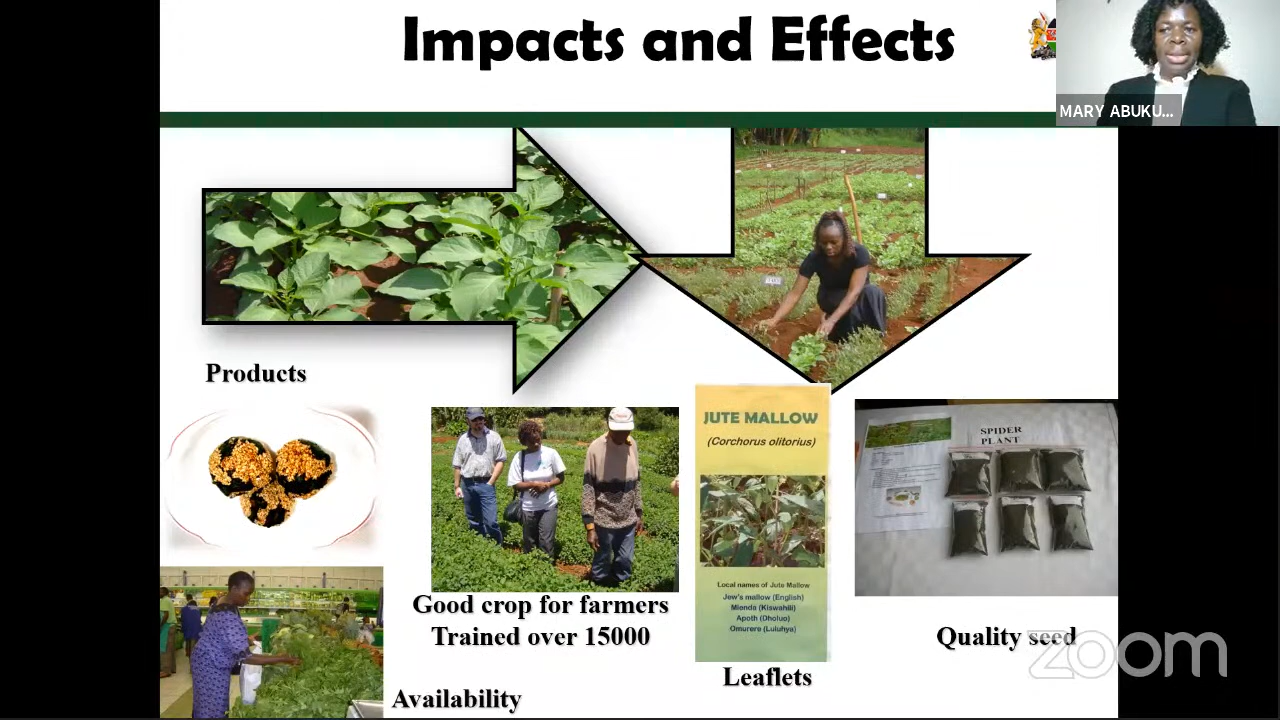 Impacts and Effects
MARY ABUKU...
Products
JUTE MALLOW
(Corchorus olitorius)
Local names of Jute Mallow
Jew's mallow (English)
Mlenda (Kiswahili)
Apoth (Dholuo)
Omurere (Luluhya)
SPIDER
PLANT
Good crop for farmers
Trained over 15000
Quality seed
Leaflets
Availability
zoom